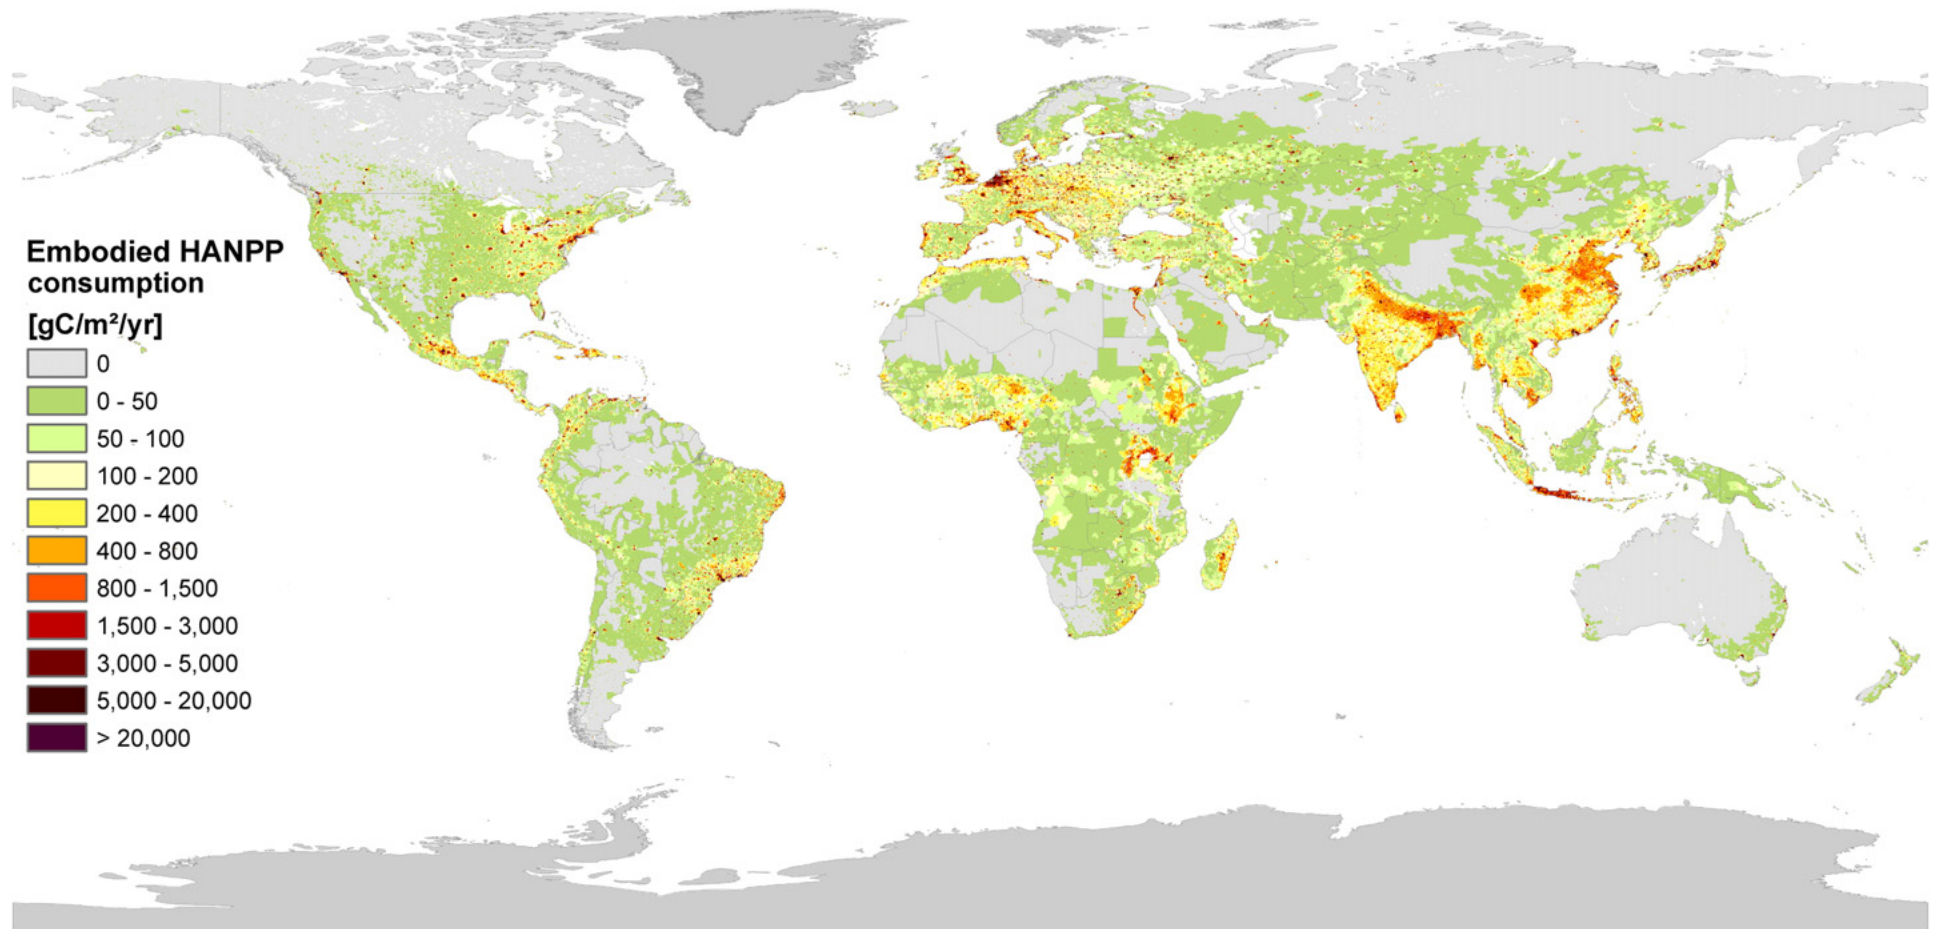 Embodied HANPP
consumption
[gC/m²/yr]
0
0 - 50
50 - 100
100 - 200
200 - 400
400 - 800
800 - 1,500
1,500 - 3,000
3,000 - 5,000
5,000 - 20,000
> 20,000